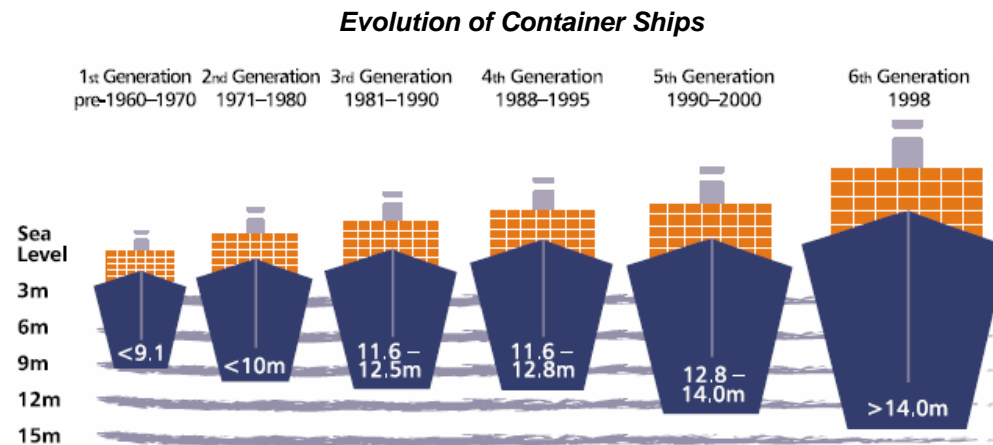 Evolution of Container Ships
1st Generation
pre-1960–1970
2nd Generation
1971–1980
3rd Generation
1981–1990
4th Generation
1988–1995
5th Generation
1990–2000
6th Generation
1998
Sea
Level
3m
6m
9m
12m
15m
<9.1
<10m
11.6 –
12.5m
11.6 –
12.8m
12.8 –
14.0m
>14.0m